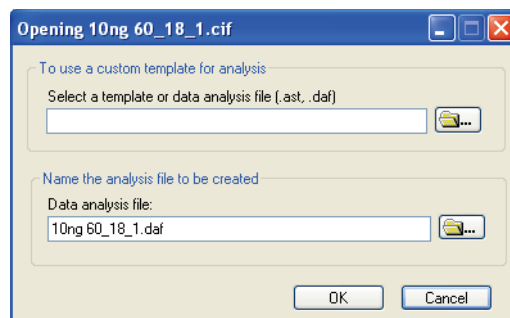 Opening 10ng 60_18_1.cif
To use a custom template for analysis
Select a template or data analysis file (.ast, .daf)
...
Name the analysis file to be created
Data analysis file:
10ng 60_18_1.daf
...
OK Cancel